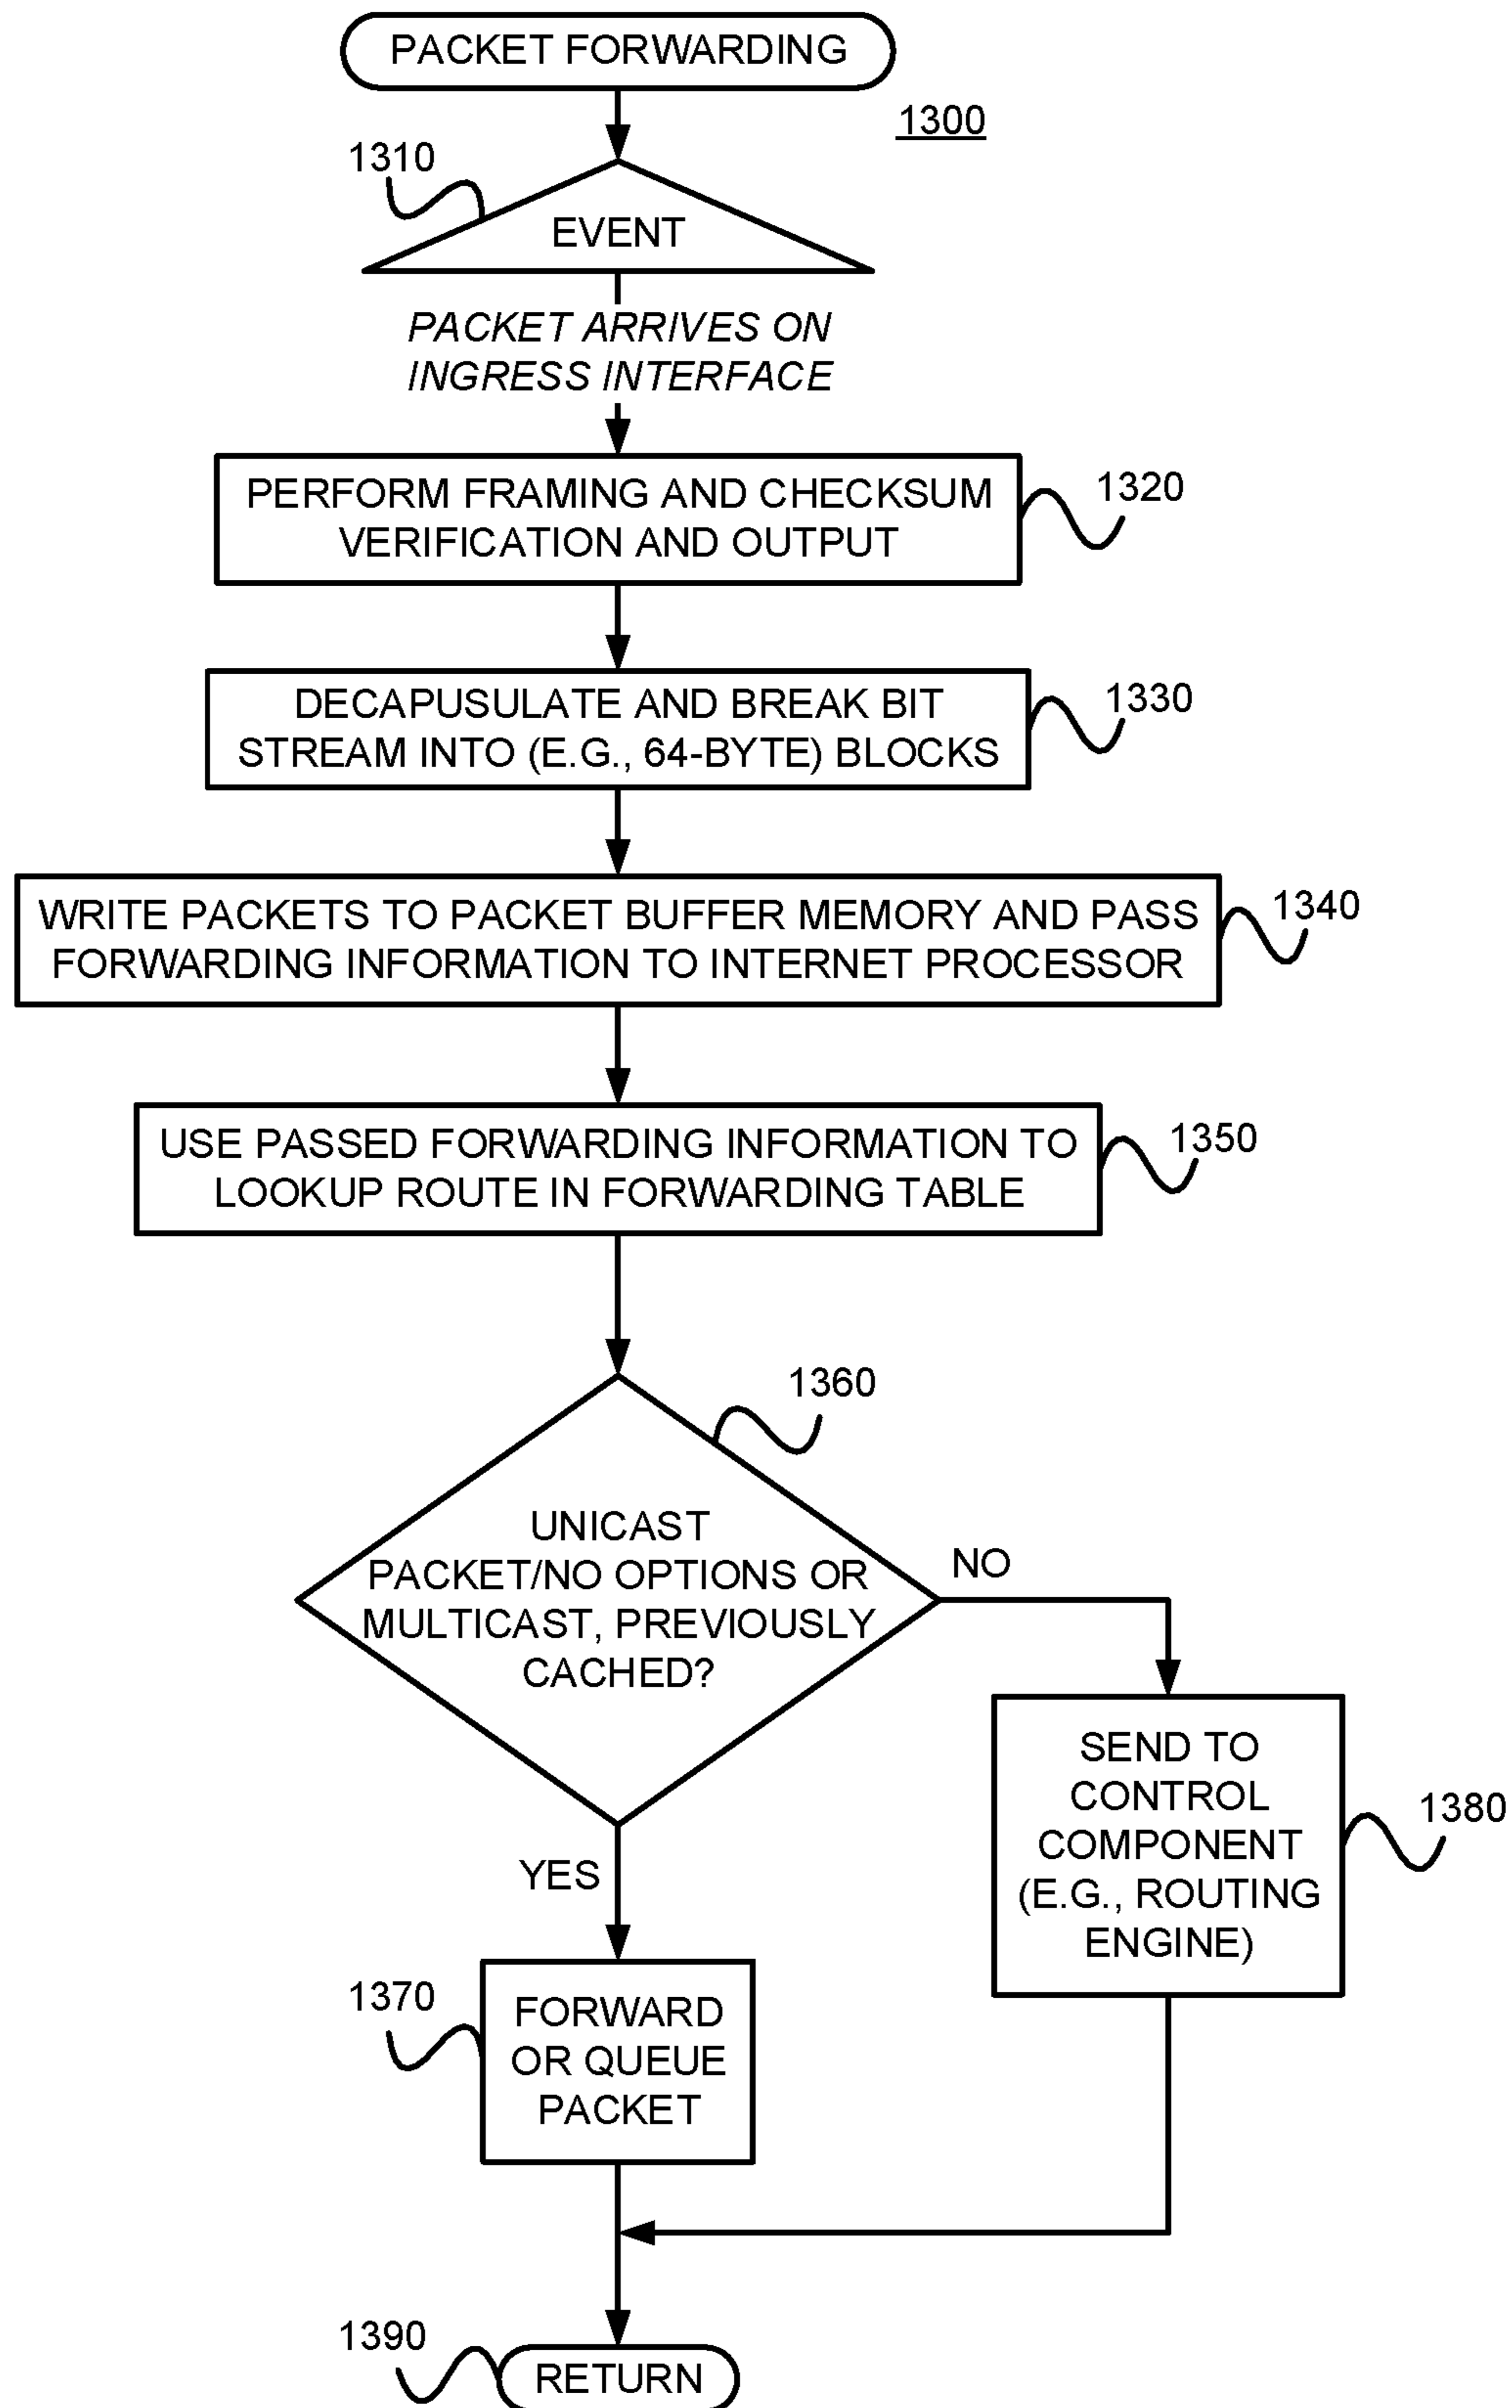 PACKET FORWARDING
1300
1310
EVENT
PACKET ARRIVES ON
INGRESS INTERFACE
PERFORM FRAMING AND CHECKSUM
VERIFICATION AND OUTPUT
1320
DECAPUSULATE AND BREAK BIT
STREAM INTO (E.G., 64-BYTE) BLOCKS
1330
WRITE PACKETS TO PACKET BUFFER MEMORY AND PASS
FORWARDING INFORMATION TO INTERNET PROCESSOR
1340
USE PASSED FORWARDING INFORMATION TO
LOOKUP ROUTE IN FORWARDING TABLE
1350
1360
UNICAST
PACKET/NO OPTIONS OR
MULTICAST, PREVIOUSLY
CACHED?
NO
YES
SEND TO
CONTROL
COMPONENT
(E.G., ROUTING
ENGINE)
1380
1370
FORWARD
OR QUEUE
PACKET
1390
RETURN